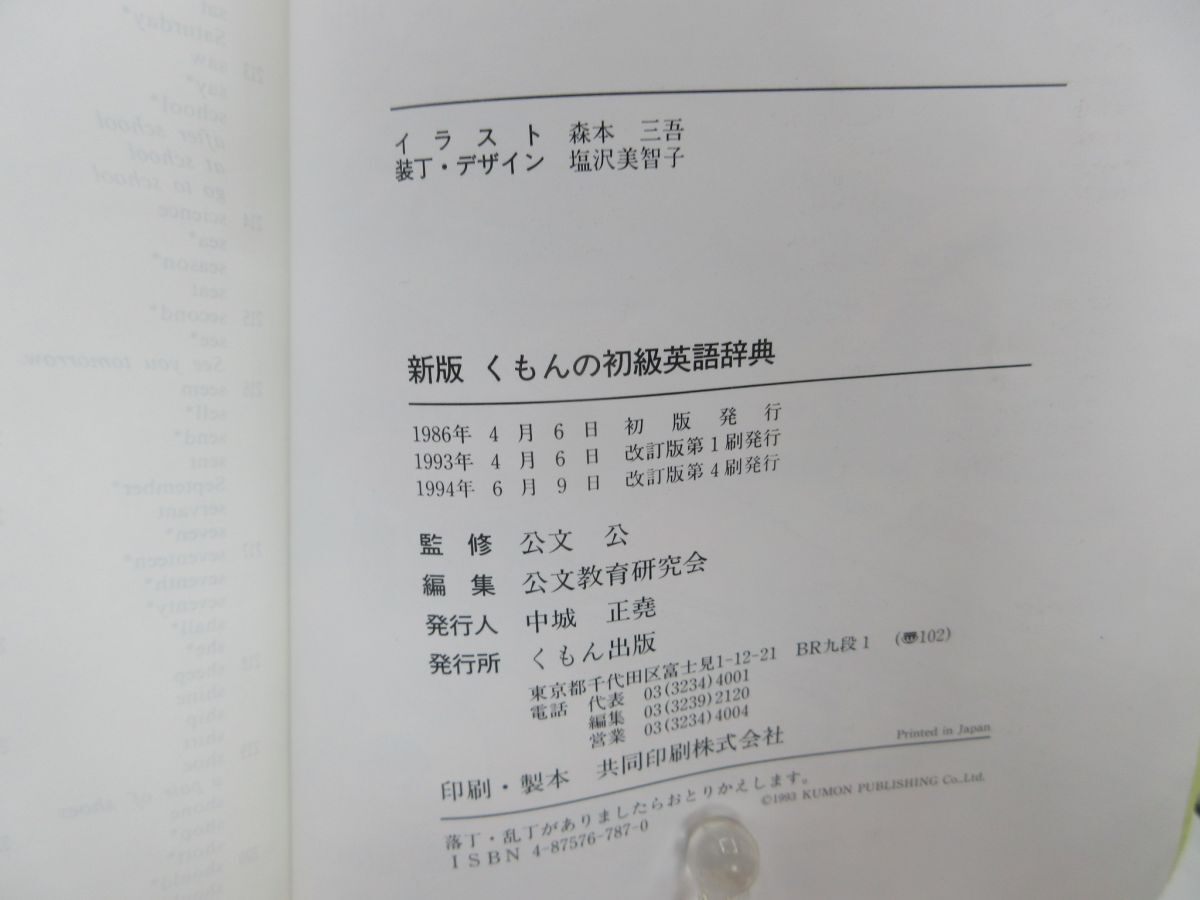 イラスト 森本 三吾
装丁・デザイン 塩沢美智子
新版 くもんの初級英語辞典
1986年 4 月 6 日 初版発行
1993年 4 月 6 日 改訂版第1刷発行
1994年 6 月 9 日 改訂版第4刷発行
監修 公文 公
編集 公文教育研究会
発行人 中城 正堯
発行所 くもん出版
東京都千代田区富士見1-12-21 BR九段1 (〠102)
電話 代表 03(3234)4001
編集 03(3239)2120
営業 03(3234)4004
印刷・製本 共同印刷株式会社
Printed in Japan
©1993 KUMON PUBLISHING Co.,Ltd.
落丁・乱丁がありましたらおとりかえします。
ISBN 4-87576-787-0